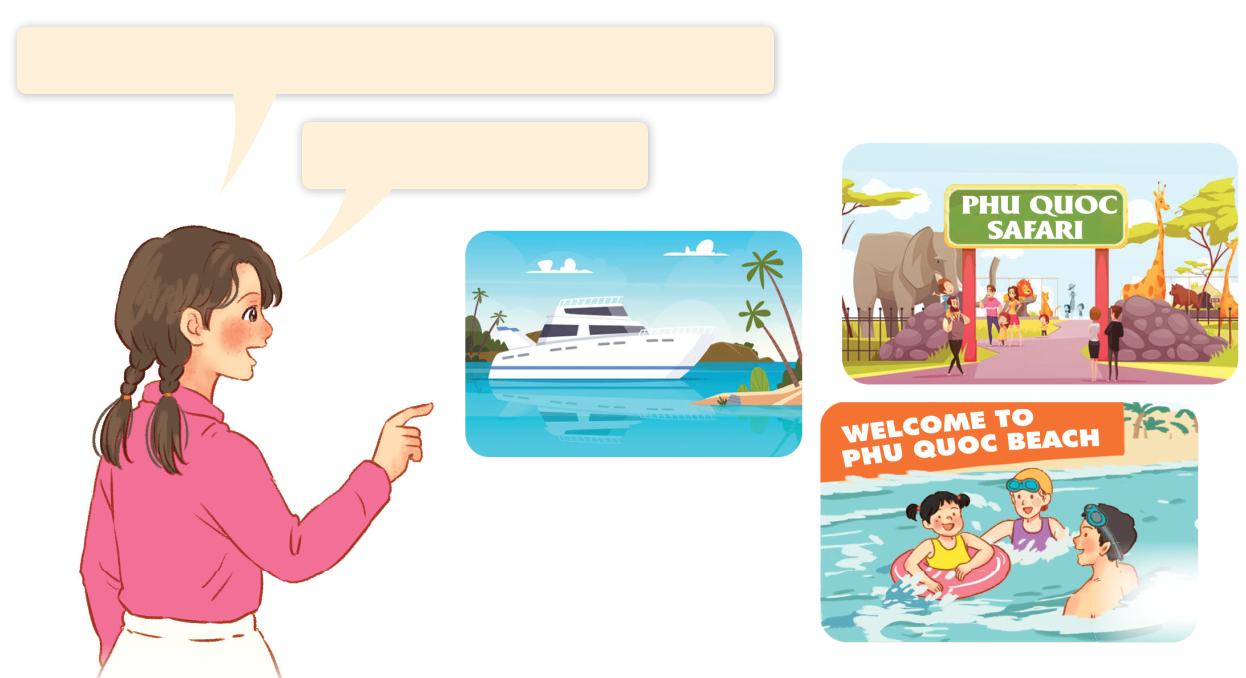 PHU QUOC
SAFARI
WELCOME TO
PHU QUOC BEACH